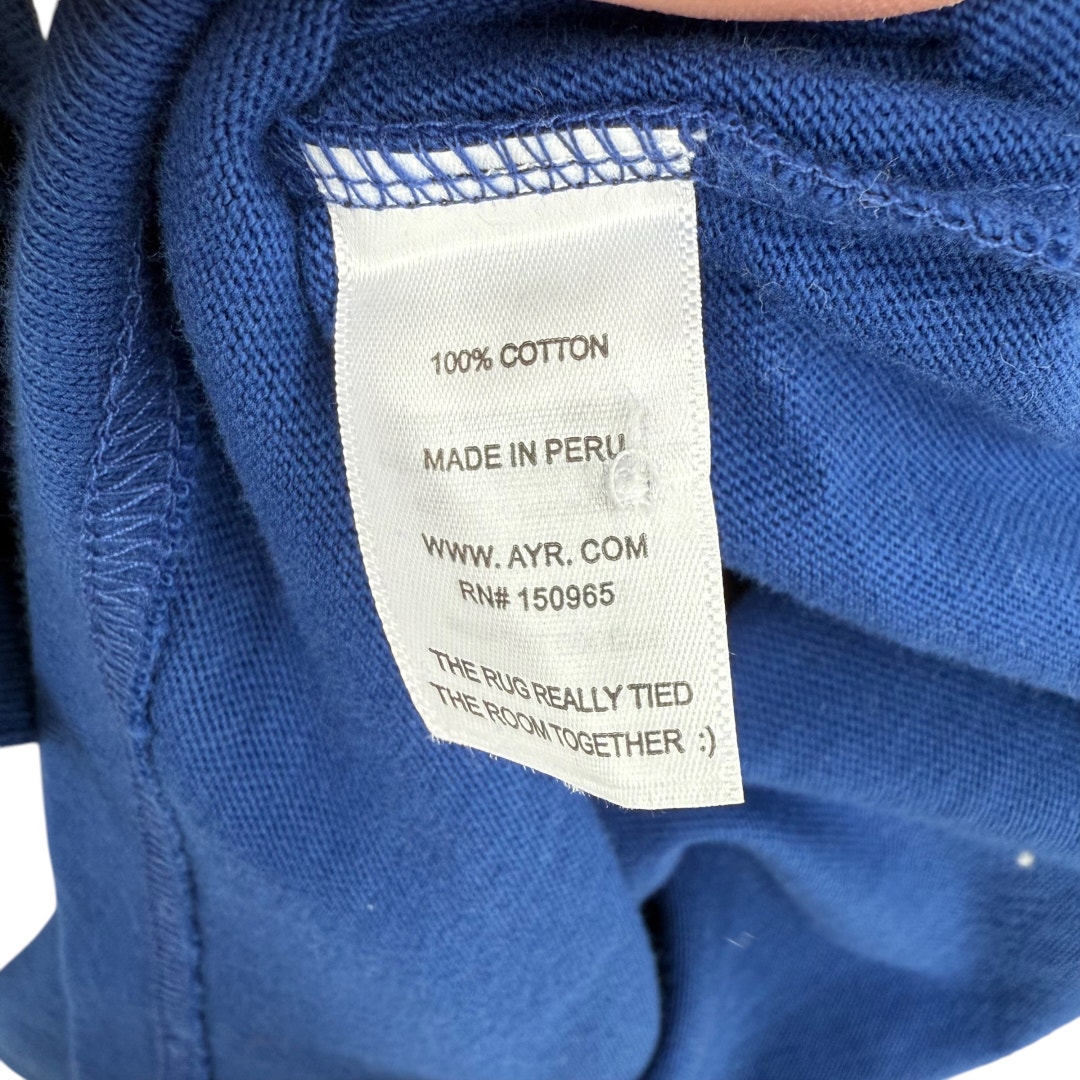 100% COTTON
MADE IN PERU
WWW. AYR. COM
RN# 150965
THE RUG REALLY TIED
THE ROOM TOGETHER :)